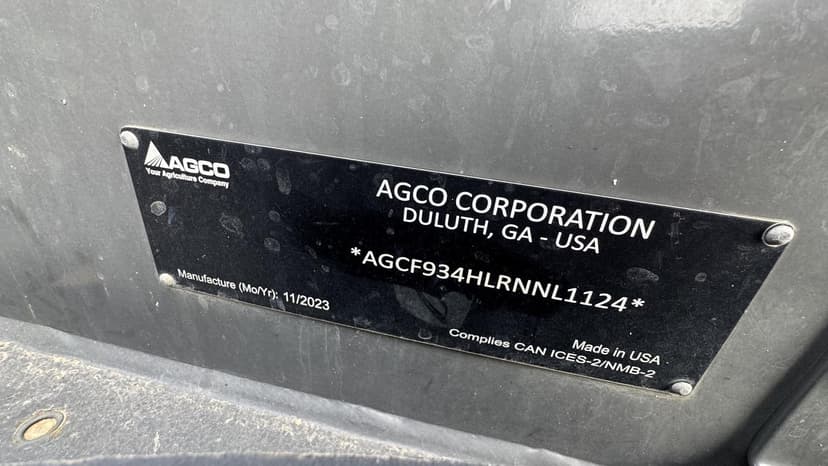 AGCO
Your Agriculture Company
AGCO CORPORATION
DULUTH, GA - USA
*AGCF934HLRNNL1124*
Manufacture (Mo/Yr): 11/2023
Made in USA
Complies CAN ICES-2/NMB-2